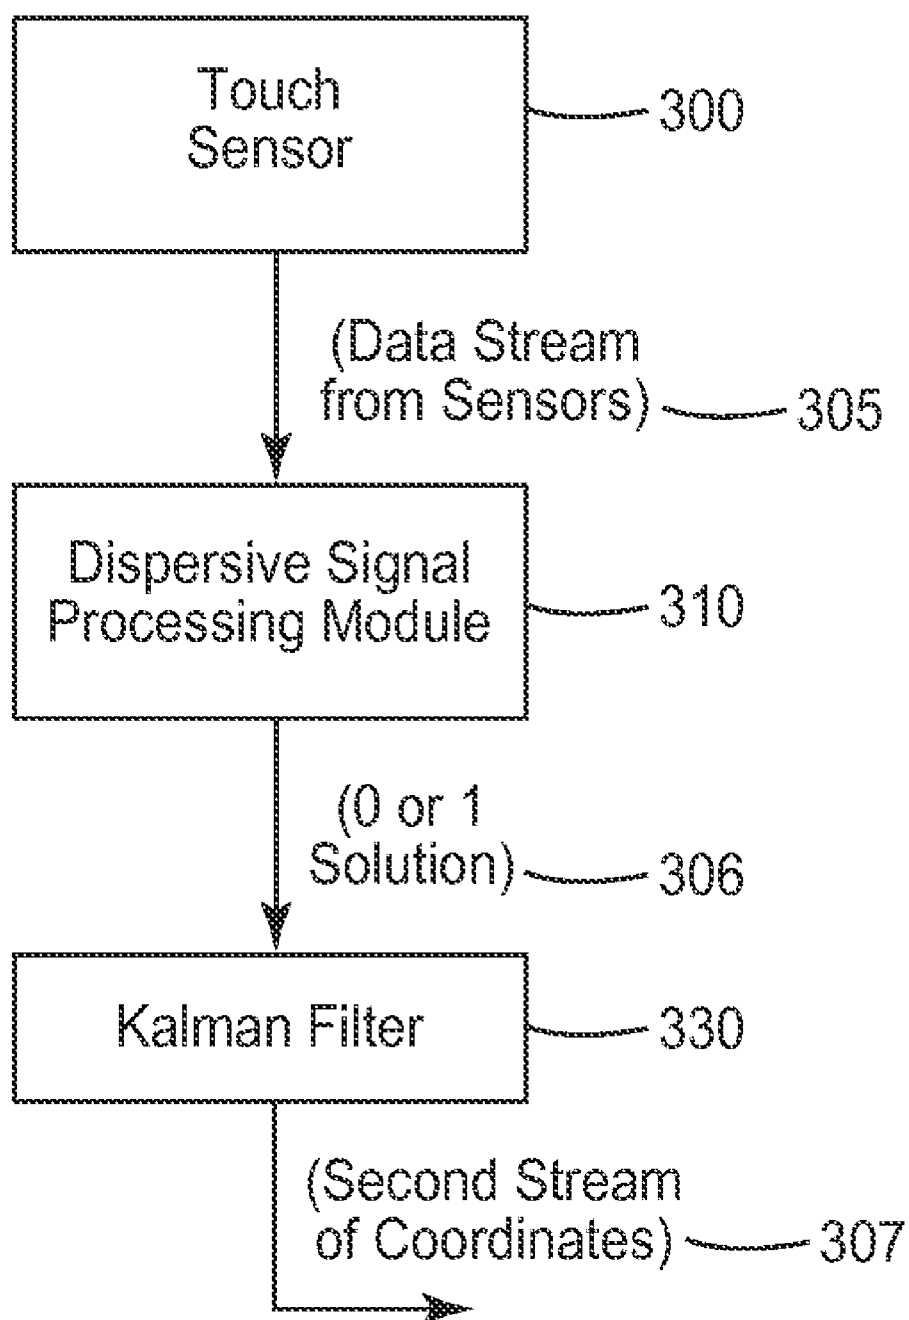 Touch
Sensor
300
(Data Stream
from Sensors)
305
Dispersive Signal
Processing Module
310
(0 or 1
Solution)
306
Kalman Filter
330
(Second Stream
of Coordinates)
307